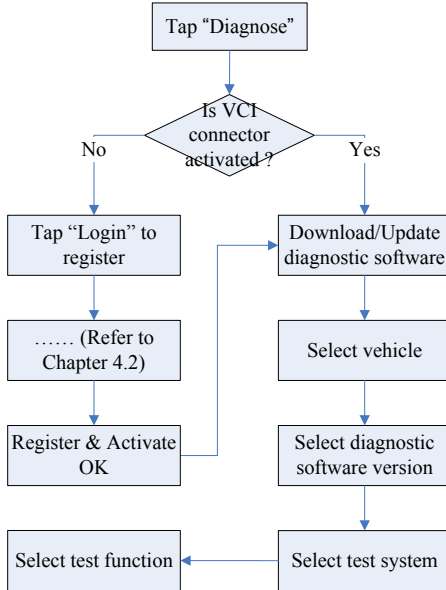 Tap “Diagnose”
Is VCI
connector
activated ?
No
Yes
Tap “Login” to
register
Download/Update
diagnostic software
…… (Refer to
Chapter 4.2)
Select vehicle
Register & Activate
OK
Select diagnostic
software version
Select test function
Select test system